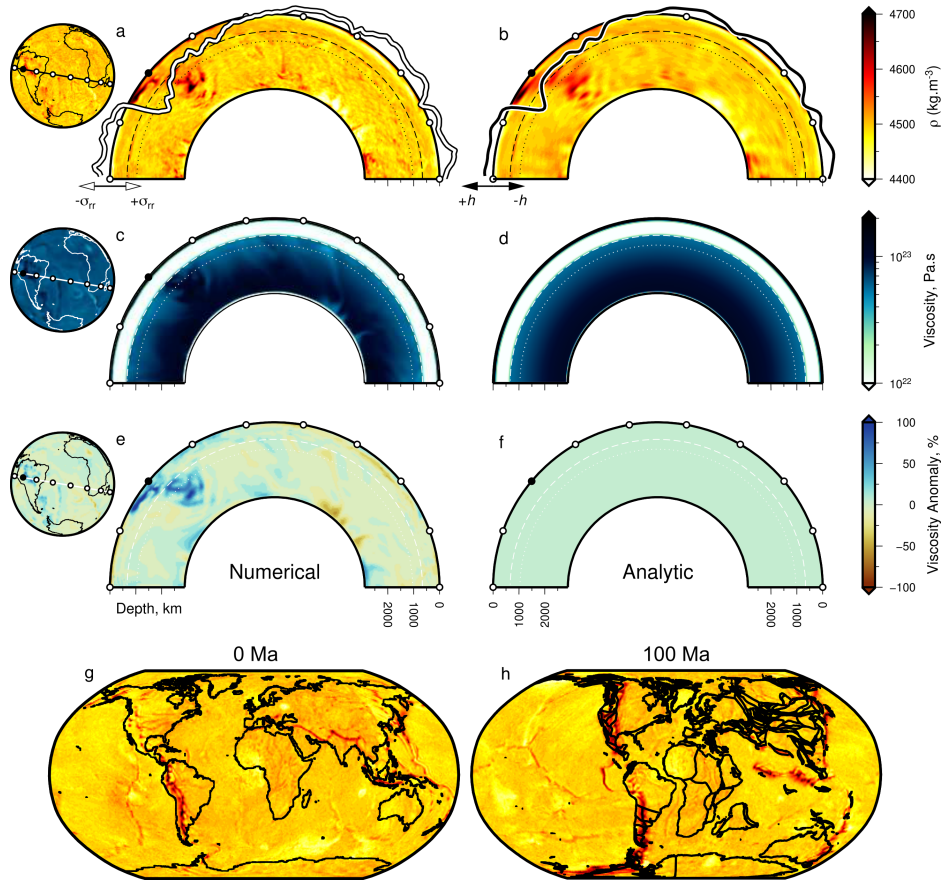 a
b
-σrr
+σrr
+h
-h
4700
4600
4500
4400
ρ (kg.m-3)
c
d
10²³
10²²
Viscosity, Pa.s
e
f
Numerical
Analytic
Depth, km
2000
1000
0
0
1000
2000
2000
1000
0
100
50
0
−50
−100
Viscosity Anomaly, %
0 Ma
100 Ma
g
h